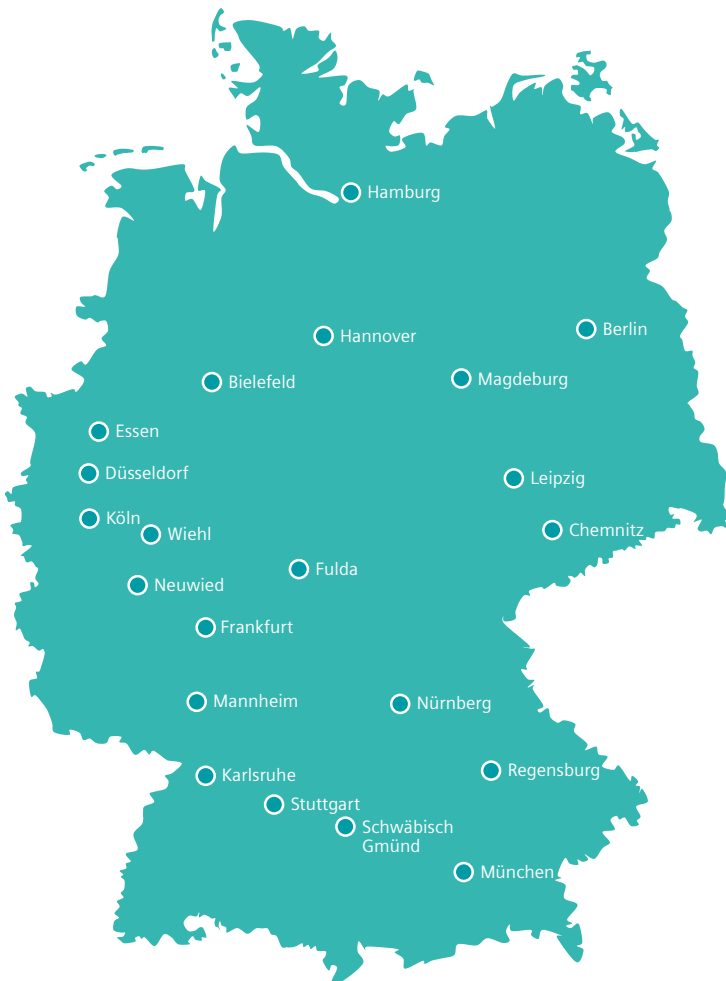 Hamburg
Berlin
Hannover
Bielefeld
Magdeburg
Essen
Düsseldorf
Leipzig
Köln
Wiehl
Chemnitz
Fulda
Neuwied
Frankfurt
Mannheim
Nürnberg
Regensburg
Karlsruhe
Stuttgart
Schwäbisch
Gmünd
München